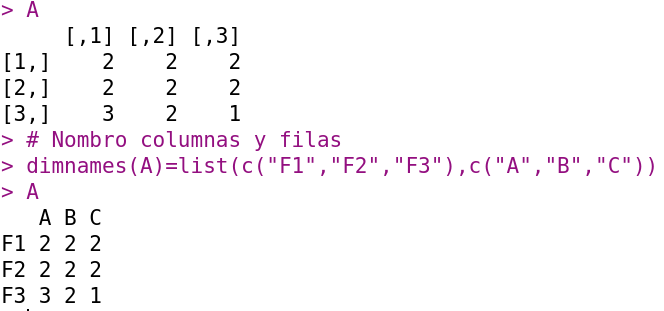 > A
     [,1] [,2] [,3]
[1,]    2    2    2
[2,]    2    2    2
[3,]    3    2    1
> # Nombro columnas y filas
> dimnames(A)=list(c("F1","F2","F3"),c("A","B","C"))
> A
   A B C
F1 2 2 2
F2 2 2 2
F3 3 2 1